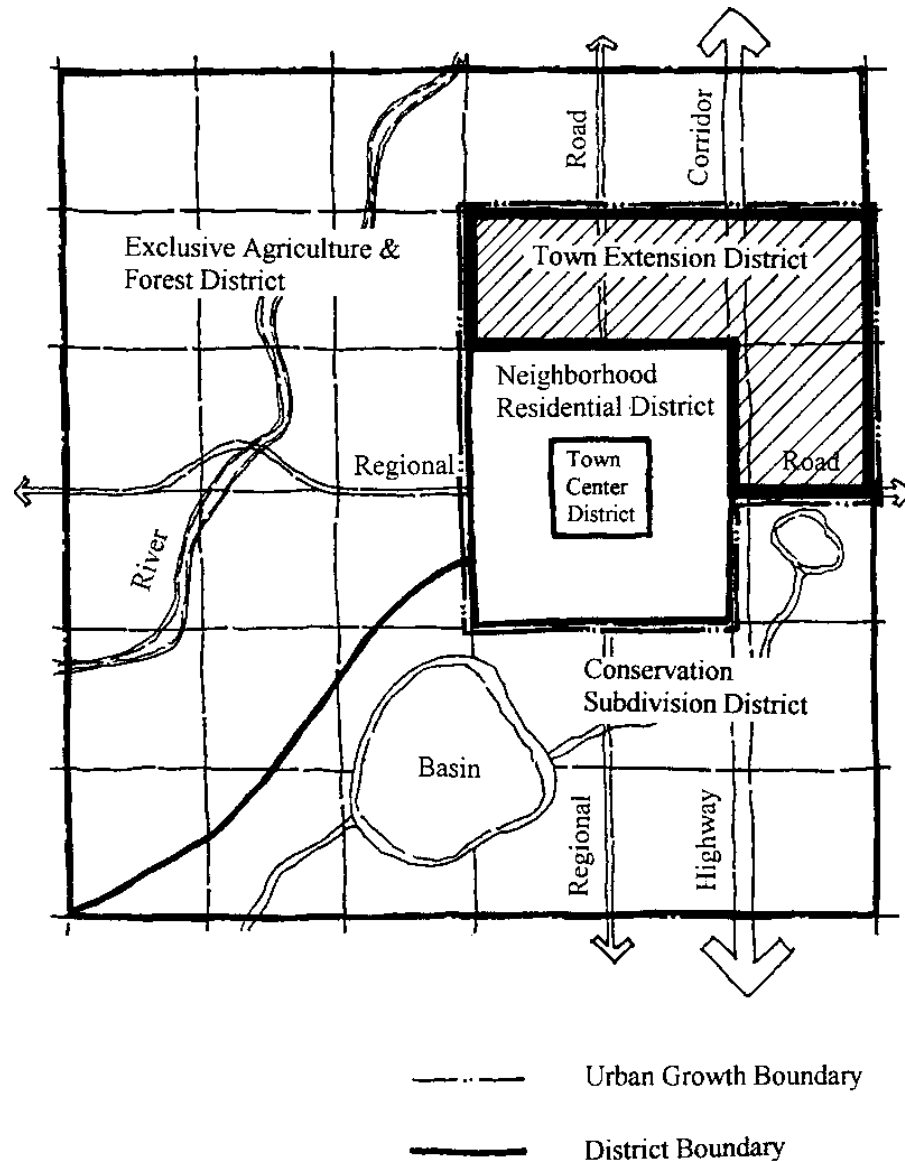 Road
Corridor
Exclusive Agriculture &
Forest District
Town Extension District
Neighborhood
Residential District
Regional
Town
Center
District
Road
River
Conservation
Subdivision District
Basin
Regional
Highway
Urban Growth Boundary
District Boundary